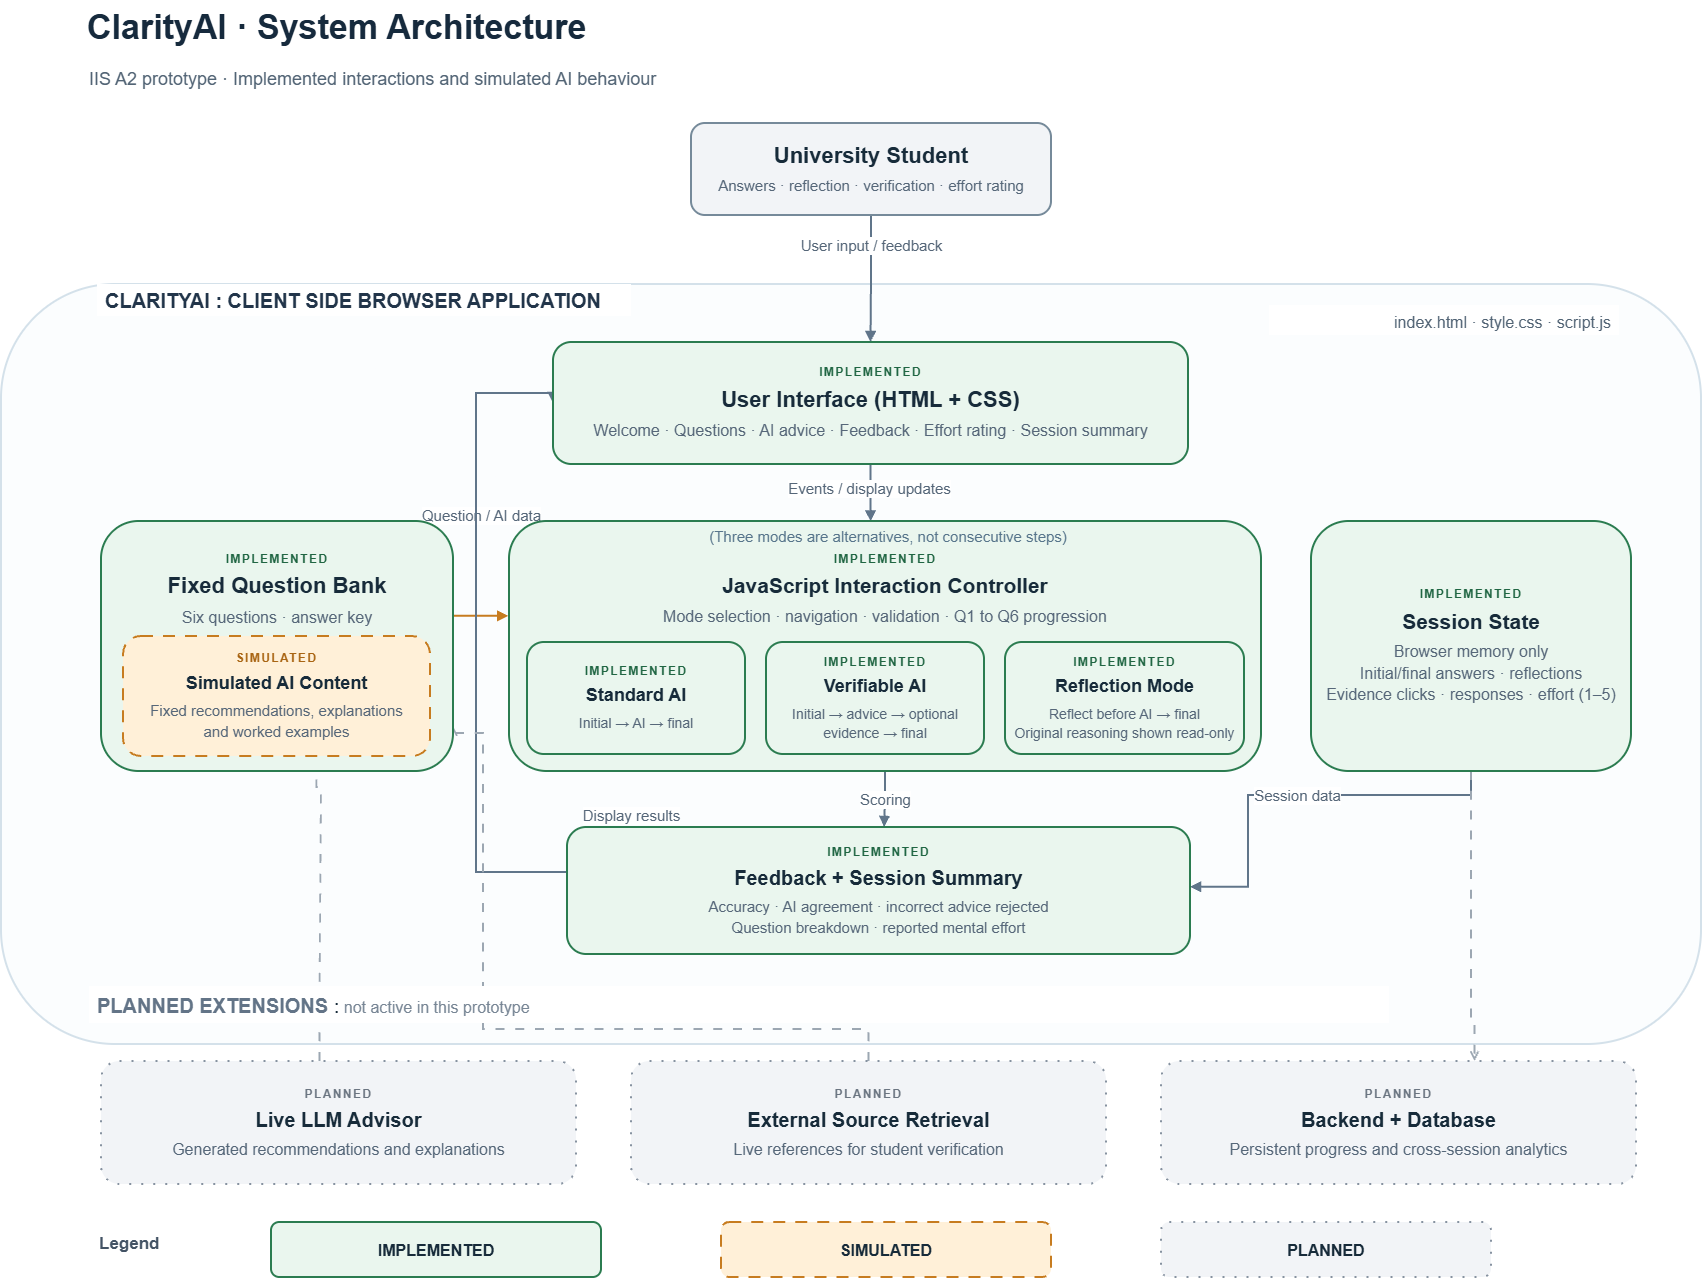 ClarityAI · System Architecture
IIS A2 prototype · Implemented interactions and simulated AI behaviour
University Student
Answers · reflection · verification · effort rating
User input / feedback
CLARITYAI : CLIENT SIDE BROWSER APPLICATION
index.html · style.css · script.js
IMPLEMENTED
User Interface (HTML + CSS)
Welcome · Questions · AI advice · Feedback · Effort rating · Session summary
Events / display updates
Question / AI data
IMPLEMENTED
Fixed Question Bank
Six questions · answer key
SIMULATED
Simulated AI Content
Fixed recommendations, explanations
and worked examples
(Three modes are alternatives, not consecutive steps)
IMPLEMENTED
JavaScript Interaction Controller
Mode selection · navigation · validation · Q1 to Q6 progression
IMPLEMENTED
Standard AI
Initial → AI → final
IMPLEMENTED
Verifiable AI
Initial → advice → optional
evidence → final
IMPLEMENTED
Reflection Mode
Reflect before AI → final
Original reasoning shown read-only
IMPLEMENTED
Session State
Browser memory only
Initial/final answers · reflections
Evidence clicks · responses · effort (1–5)
Scoring
Session data
Display results
IMPLEMENTED
Feedback + Session Summary
Accuracy · AI agreement · incorrect advice rejected
Question breakdown · reported mental effort
PLANNED EXTENSIONS : not active in this prototype
PLANNED
Live LLM Advisor
Generated recommendations and explanations
PLANNED
External Source Retrieval
Live references for student verification
PLANNED
Backend + Database
Persistent progress and cross-session analytics
Legend
IMPLEMENTED
SIMULATED
PLANNED